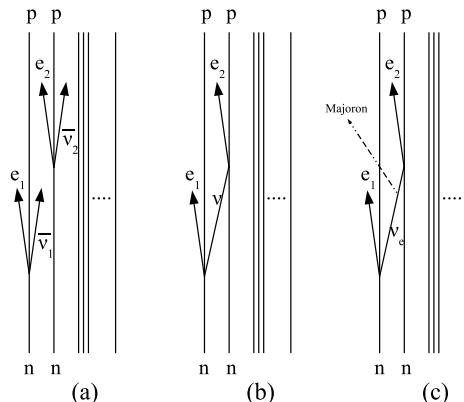 p p p p p p
e2 e2 e2
Majoron
ν̅2
e1 e1 e1
ν
.... .... ....
ν̅1 νe
n n n n n n
(a) (b) (c)